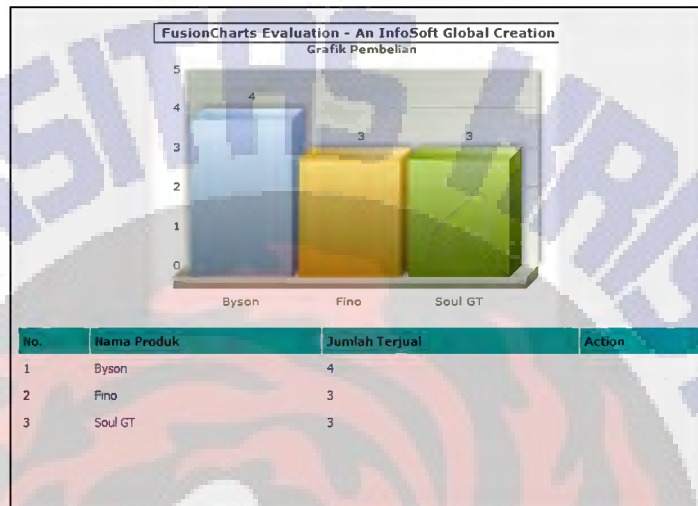 FusionCharts Evaluation - An InfoSoft Global Creation
Grafik Pembelian
5
4
3
2
1
0
4
3
3
Byson Fino Soul GT
No. Nama Produk Jumlah Terjual Action
1 Byson 4
2 Fino 3
3 Soul GT 3